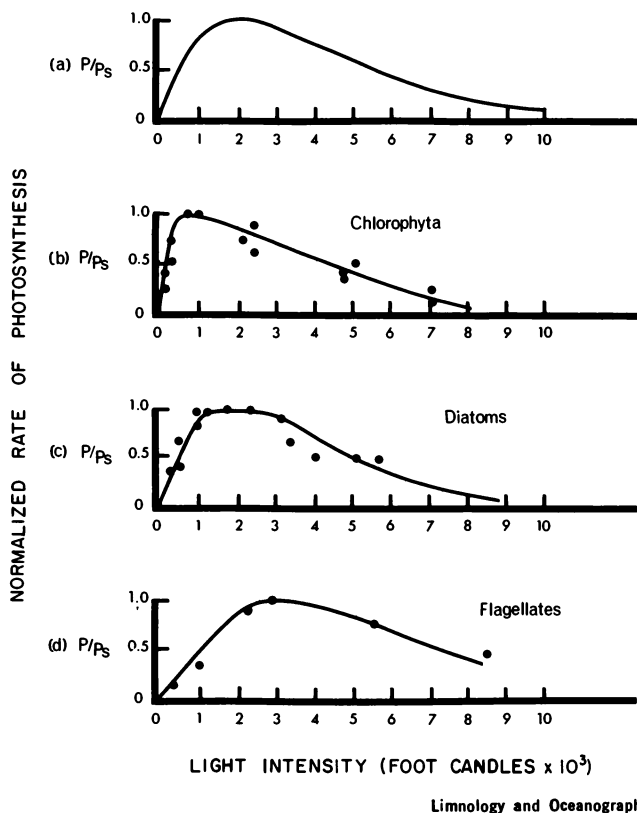 NORMALIZED RATE OF PHOTOSYNTHESIS
(a) P/Ps
1.0
0.5
0
0 1 2 3 4 5 6 7 8 9 10
(b) P/Ps
Chlorophyta
1.0
0.5
0
0 1 2 3 4 5 6 7 8 9 10
(c) P/Ps
Diatoms
1.0
0.5
0
0 1 2 3 4 5 6 7 8 9 10
(d) P/Ps
Flagellates
1.0
0.5
0
0 1 2 3 4 5 6 7 8 9 10
LIGHT INTENSITY (FOOT CANDLES x 10³)
Limnology and Oceanograph